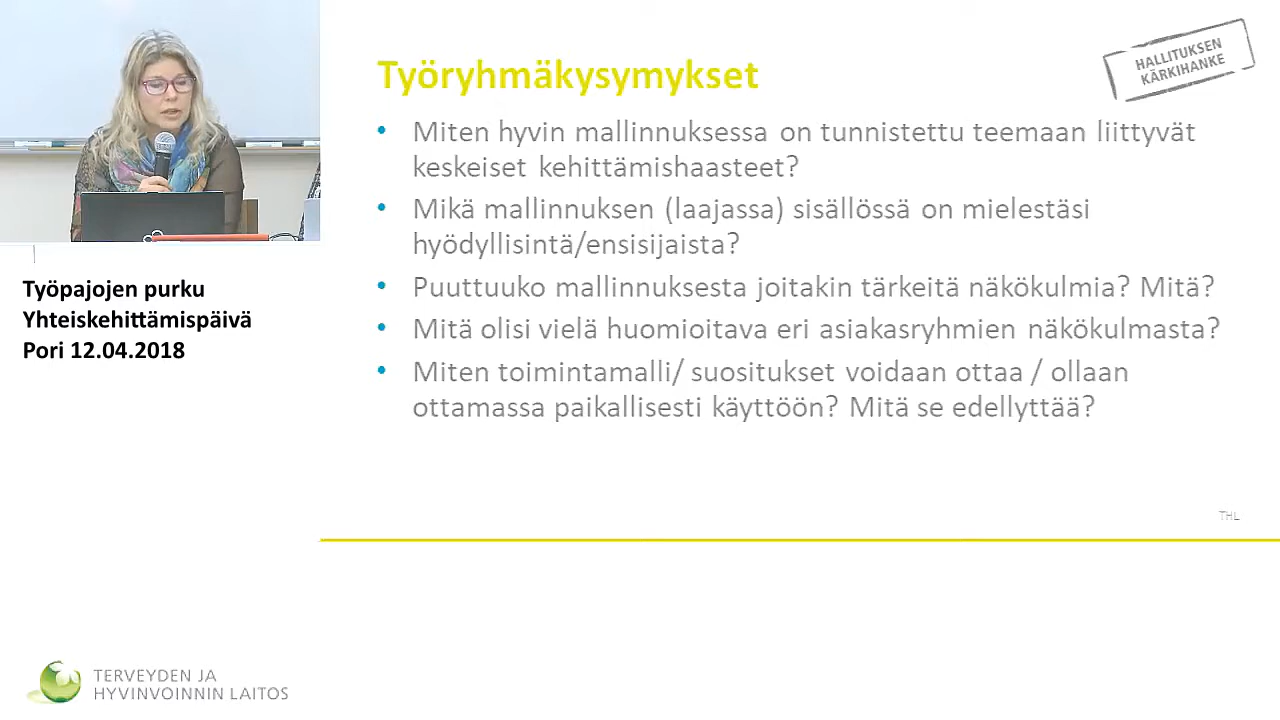 HALLITUKSEN
KÄRKIHANKE
Työryhmäkysymykset
• Miten hyvin mallinnuksessa on tunnistettu teemaan liittyvät
keskeiset kehittämishaasteet?
• Mikä mallinnuksen (laajassa) sisällössä on mielestäsi
hyödyllisintä/ensisijaista?
• Puuttuuko mallinnuksesta joitakin tärkeitä näkökulmia? Mitä?
• Mitä olisi vielä huomioitava eri asiakasryhmien näkökulmasta?
• Miten toimintamalli/ suositukset voidaan ottaa / ollaan
ottamassa paikallisesti käyttöön? Mitä se edellyttää?
THL
Työpajojen purku
Yhteiskehittämispäivä
Pori 12.04.2018
TERVEYDEN JA
HYVINVOINNIN LAITOS